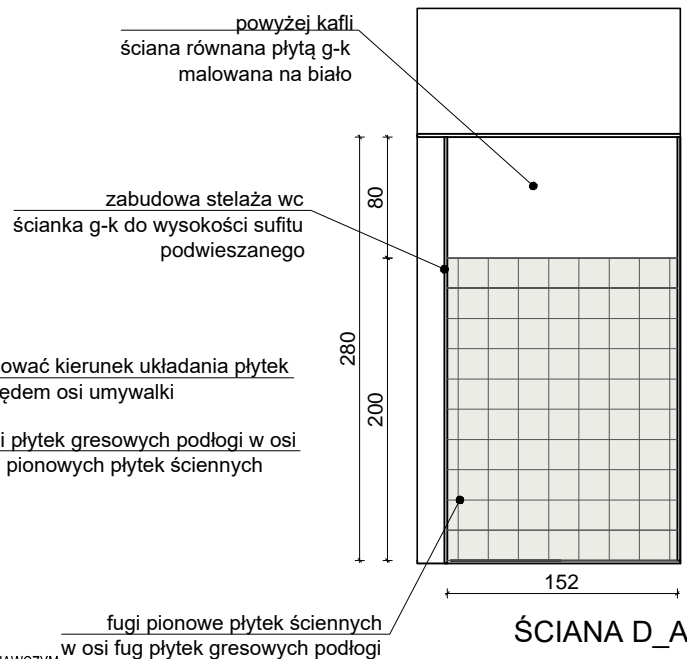 powyżej kafli
ściana równana płytą g-k
malowana na biało
zabudowa stelaża wc
ścianka g-k do wysokości sufitu
podwieszanego
ować kierunek układania płytek
ędem osi umywalki
i płytek gresowych podłogi w osi
pionowych płytek ściennych
80
280
200
152
fugi pionowe płytek ściennych
w osi fug płytek gresowych podłogi
ŚCIANA D_A